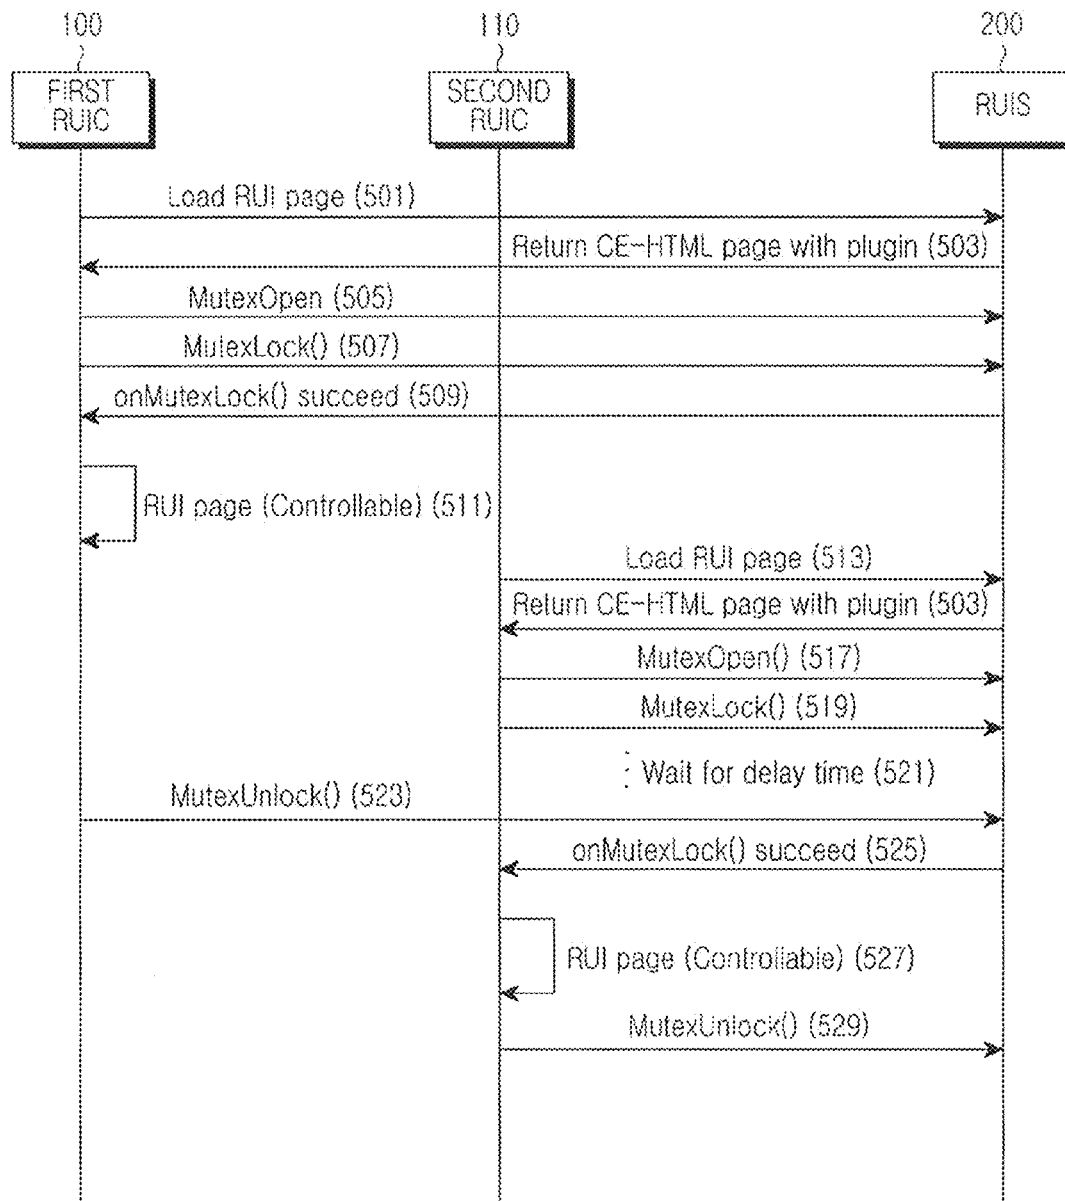 100
110
200
FIRST
RUIC
SECOND
RUIC
RUIS
Load RUI page (501)
Return CE-HTML page with plugin (503)
MutexOpen (505)
MutexLock() (507)
onMutexLock() succeed (509)
RUI page (Controllable) (511)
Load RUI page (513)
Return CE-HTML page with plugin (503)
MutexOpen() (517)
MutexLock() (519)
Wait for delay time (521)
MutexUnlock() (523)
onMutexLock() succeed (525)
RUI page (Controllable) (527)
MutexUnlock() (529)